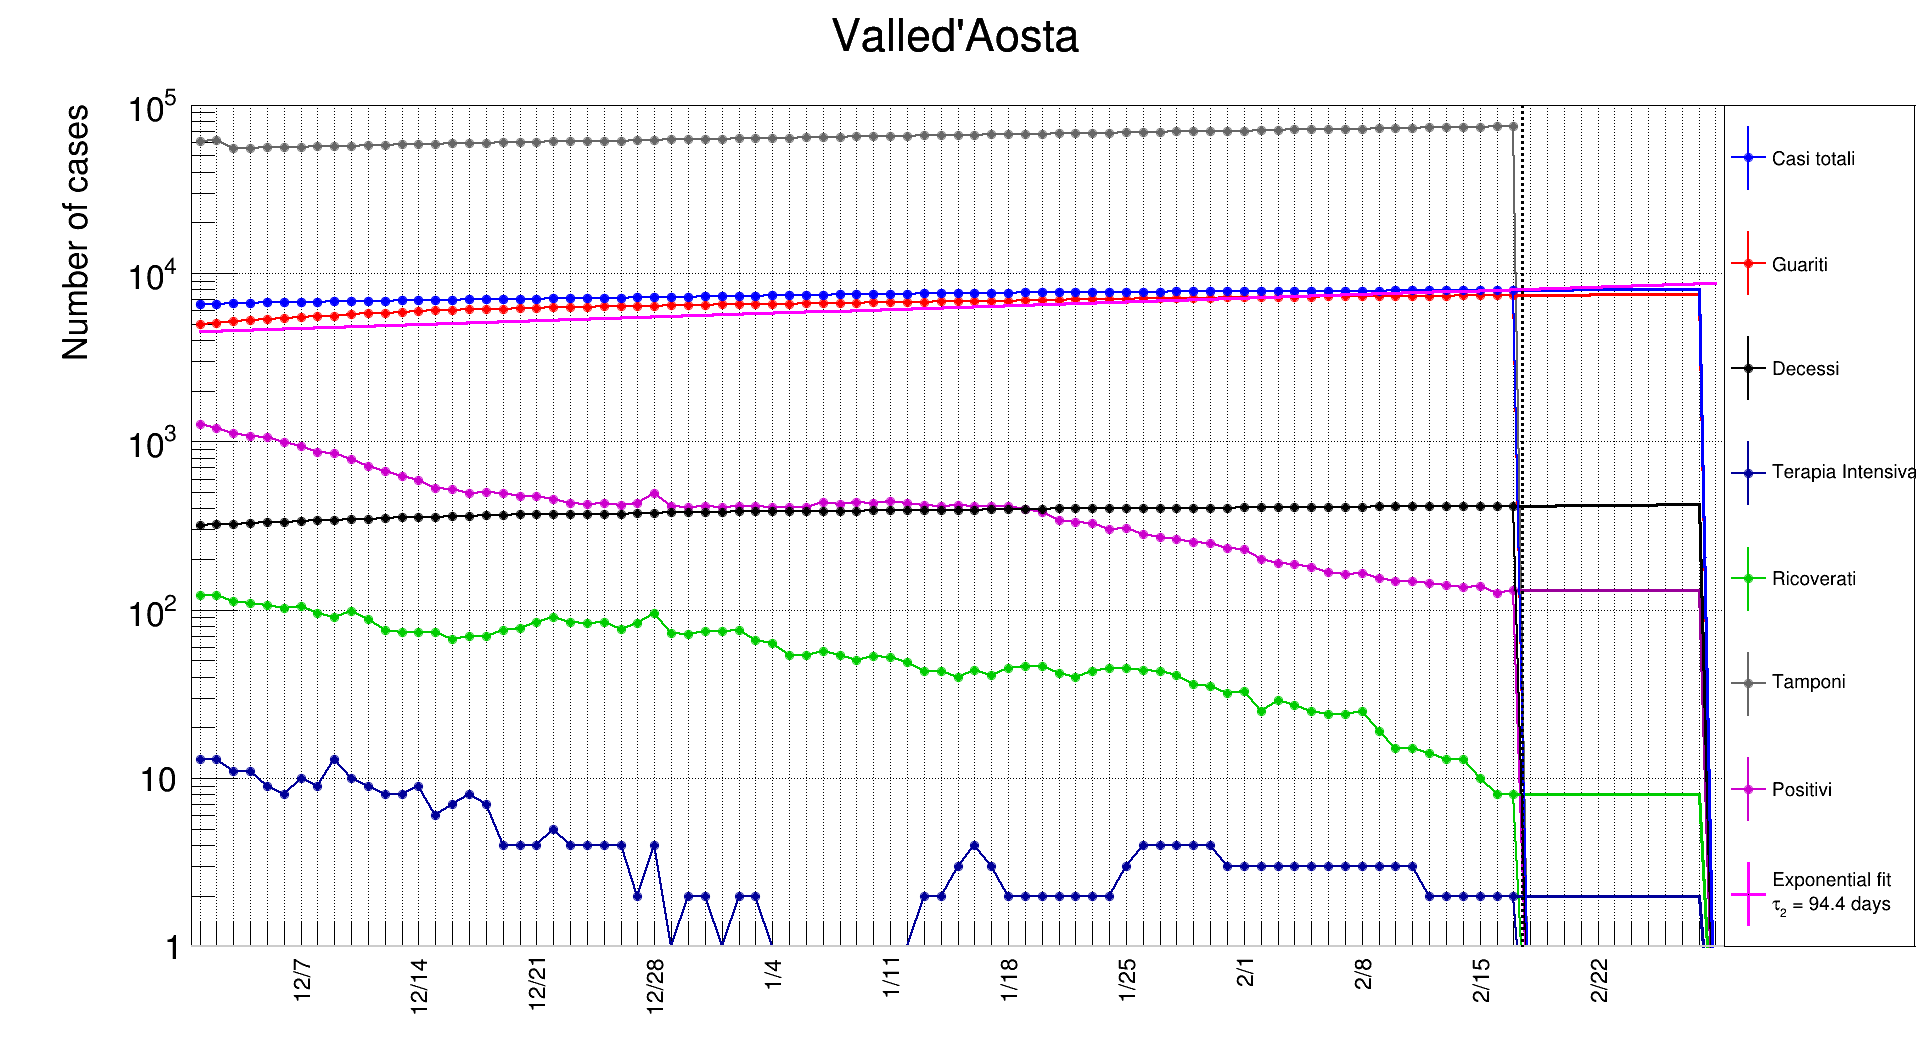 Valled'Aosta
Number of cases
10^5
10^4
10^3
10^2
10
1
12/7
12/14
12/21
12/28
1/4
1/11
1/18
1/25
2/1
2/8
2/15
2/22
Casi totali
Guariti
Decessi
Terapia Intensiva
Ricoverati
Tamponi
Positivi
Exponential fit
τ_2 = 94.4 days